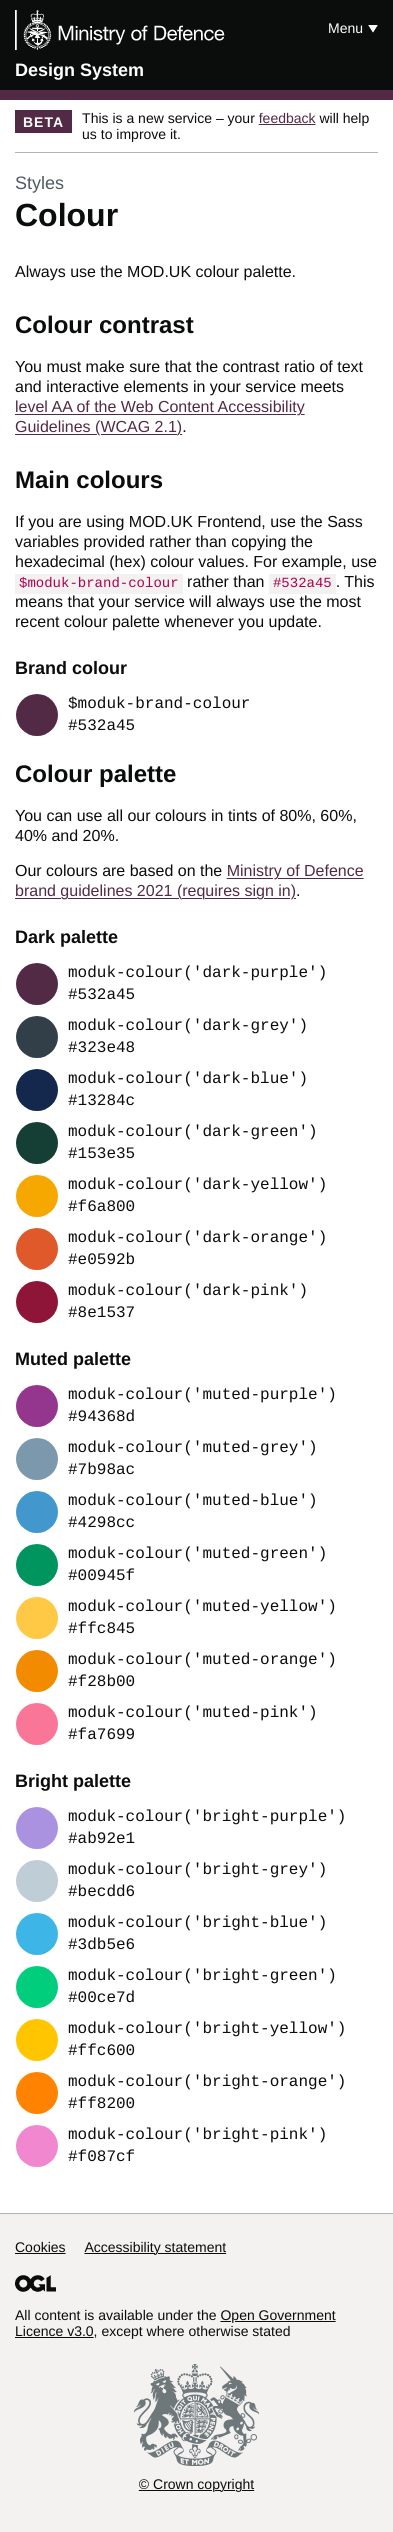 Ministry of Defence
Menu ▼
Design System
BETA
This is a new service – your feedback will help
us to improve it.
Styles
Colour
Always use the MOD.UK colour palette.
Colour contrast
You must make sure that the contrast ratio of text
and interactive elements in your service meets
level AA of the Web Content Accessibility
Guidelines (WCAG 2.1).
Main colours
If you are using MOD.UK Frontend, use the Sass
variables provided rather than copying the
hexadecimal (hex) colour values. For example, use
$moduk-brand-colour rather than #532a45 . This
means that your service will always use the most
recent colour palette whenever you update.
Brand colour
$moduk-brand-colour
#532a45
Colour palette
You can use all our colours in tints of 80%, 60%,
40% and 20%.
Our colours are based on the Ministry of Defence
brand guidelines 2021 (requires sign in).
Dark palette
moduk-colour('dark-purple')
#532a45
moduk-colour('dark-grey')
#323e48
moduk-colour('dark-blue')
#13284c
moduk-colour('dark-green')
#153e35
moduk-colour('dark-yellow')
#f6a800
moduk-colour('dark-orange')
#e0592b
moduk-colour('dark-pink')
#8e1537
Muted palette
moduk-colour('muted-purple')
#94368d
moduk-colour('muted-grey')
#7b98ac
moduk-colour('muted-blue')
#4298cc
moduk-colour('muted-green')
#00945f
moduk-colour('muted-yellow')
#ffc845
moduk-colour('muted-orange')
#f28b00
moduk-colour('muted-pink')
#fa7699
Bright palette
moduk-colour('bright-purple')
#ab92e1
moduk-colour('bright-grey')
#becdd6
moduk-colour('bright-blue')
#3db5e6
moduk-colour('bright-green')
#00ce7d
moduk-colour('bright-yellow')
#ffc600
moduk-colour('bright-orange')
#ff8200
moduk-colour('bright-pink')
#f087cf
Cookies Accessibility statement
OGL
All content is available under the Open Government
Licence v3.0, except where otherwise stated
DIEU ET MON DROIT
© Crown copyright